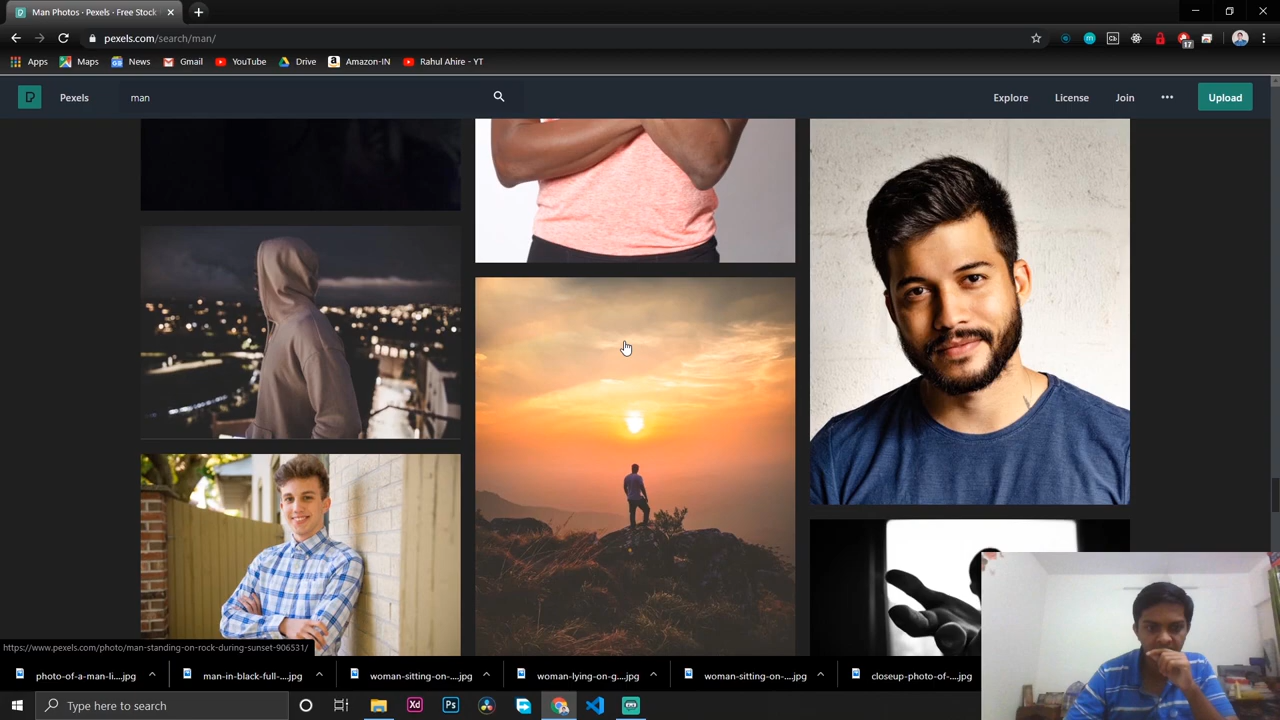 Man Photos · Pexels · Free Stock
pexels.com/search/man/
17
Apps
Maps
News
Gmail
YouTube
Drive
Amazon-IN
Rahul Ahire - YT
Pexels
man
Explore
License
Join
Upload
https://www.pexels.com/photo/man-standing-on-rock-during-sunset-906531/
photo-of-a-man-li....jpg
man-in-black-full-....jpg
woman-sitting-on-....jpg
woman-lying-on-g....jpg
woman-sitting-on-....jpg
closeup-photo-of-....jpg
Type here to search
Xd
Ps